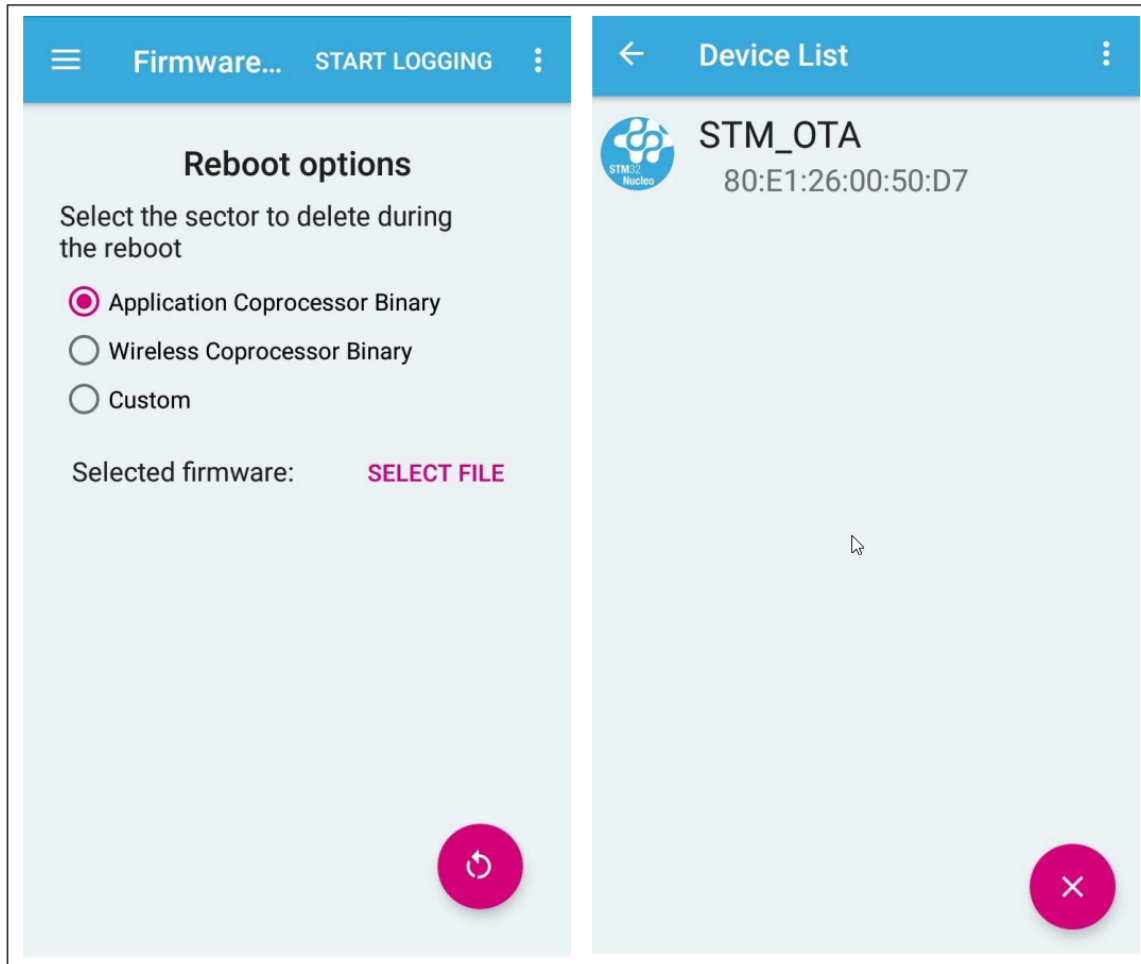 Firmware... START LOGGING
Reboot options
Select the sector to delete during
the reboot
Application Coprocessor Binary
Wireless Coprocessor Binary
Custom
Selected firmware: SELECT FILE
Device List
STM32
Nucleo
STM_OTA
80:E1:26:00:50:D7